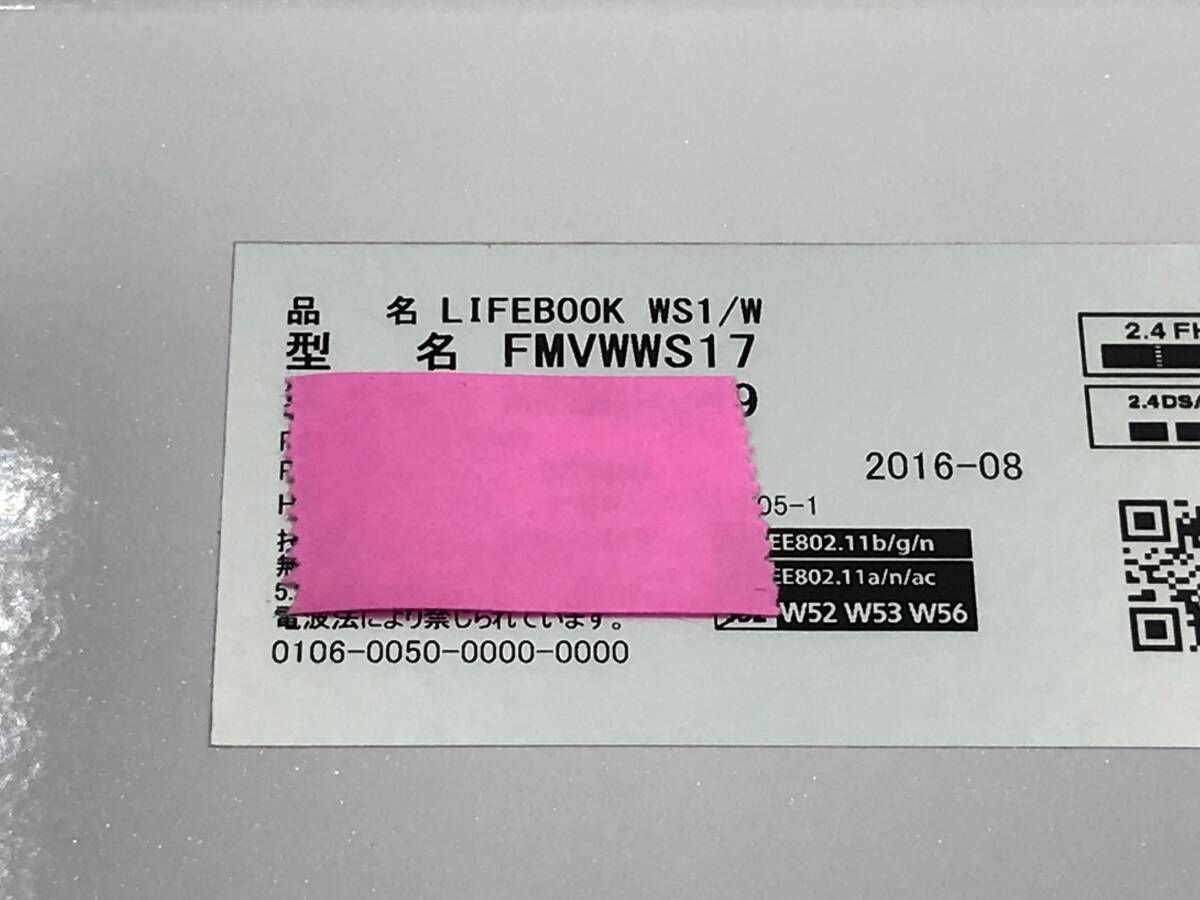 品 名 LIFEBOOK WS1/W
型 名 FMVWWS17
9
2016-08
05-1
EE802.11b/g/n
EE802.11a/n/ac
W52 W53 W56
電波法により禁じられています。
0106-0050-0000-0000
2.4 FH
2.4DS/